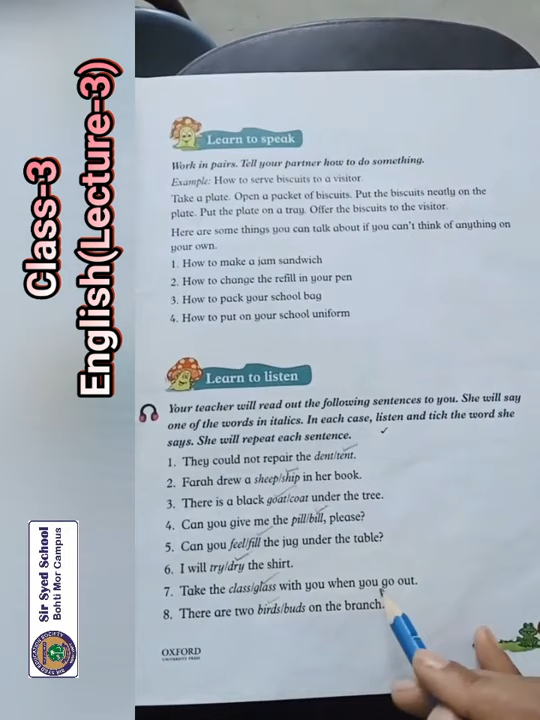 Class-3
English(Lecture-3)
Sir Syed School
Bohti Mor Campus
Learn to speak
Work in pairs. Tell your partner how to do something.
Example: How to serve biscuits to a visitor
Take a plate. Open a packet of biscuits. Put the biscuits neatly on the
plate. Put the plate on a tray. Offer the biscuits to the visitor.
Here are some things you can talk about if you can't think of anything on
your own.
1. How to make a jam sandwich
2. How to change the refill in your pen
3. How to pack your school bag
4. How to put on your school uniform
Learn to listen
Your teacher will read out the following sentences to you. She will say
one of the words in italics. In each case, listen and tick the word she
says. She will repeat each sentence.
1. They could not repair the dent/tent.
2. Farah drew a sheep/ship in her book.
3. There is a black goat/coat under the tree.
4. Can you give me the pill/bill, please?
5. Can you feel/fill the jug under the table?
6. I will try/dry the shirt.
7. Take the class/glass with you when you go out.
8. There are two birds/buds on the branch.
OXFORD
UNIVERSITY PRESS